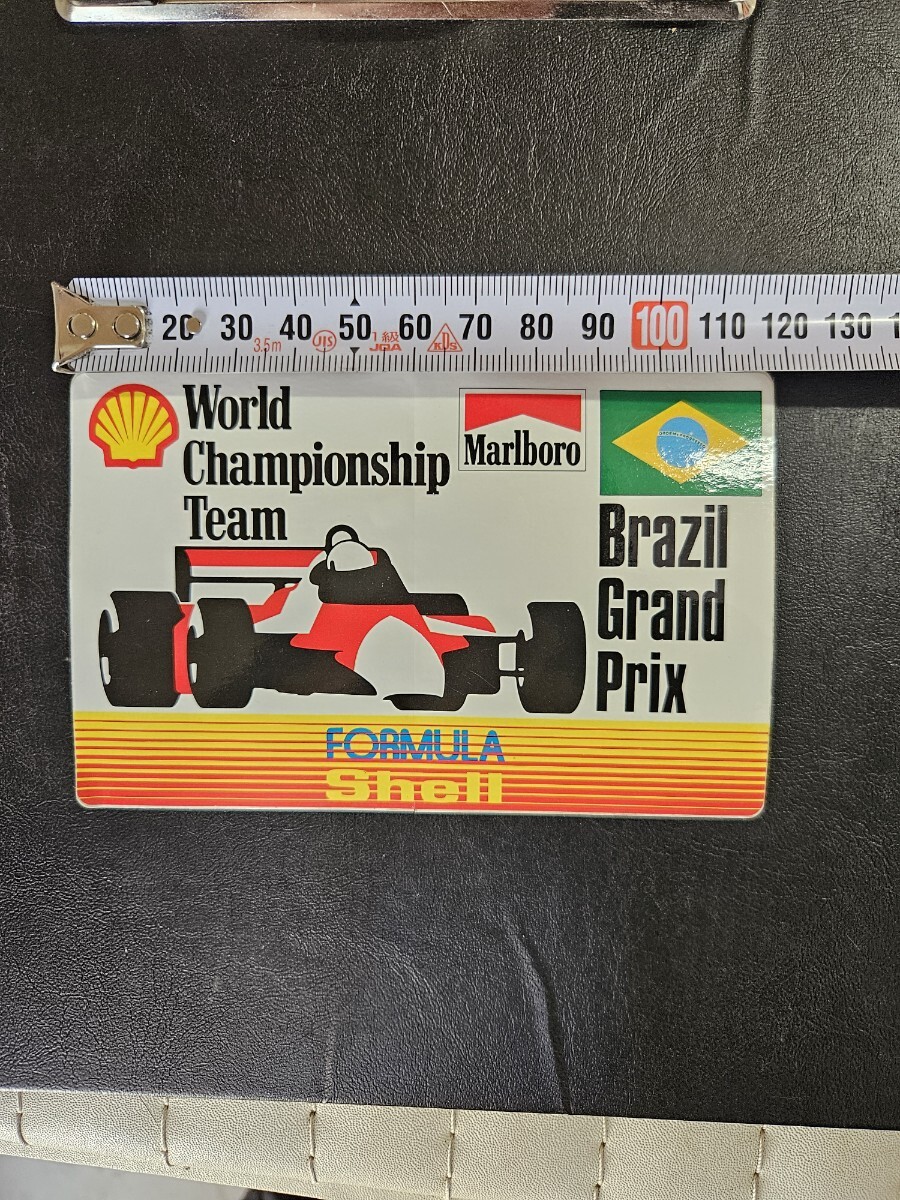 20 30 40 50 60 70 80 90 100 110 120 130
3.5m JIS 1級 JQA KDS
World
Championship
Team
Marlboro
Brazil
Grand
Prix
FORMULA
Shell